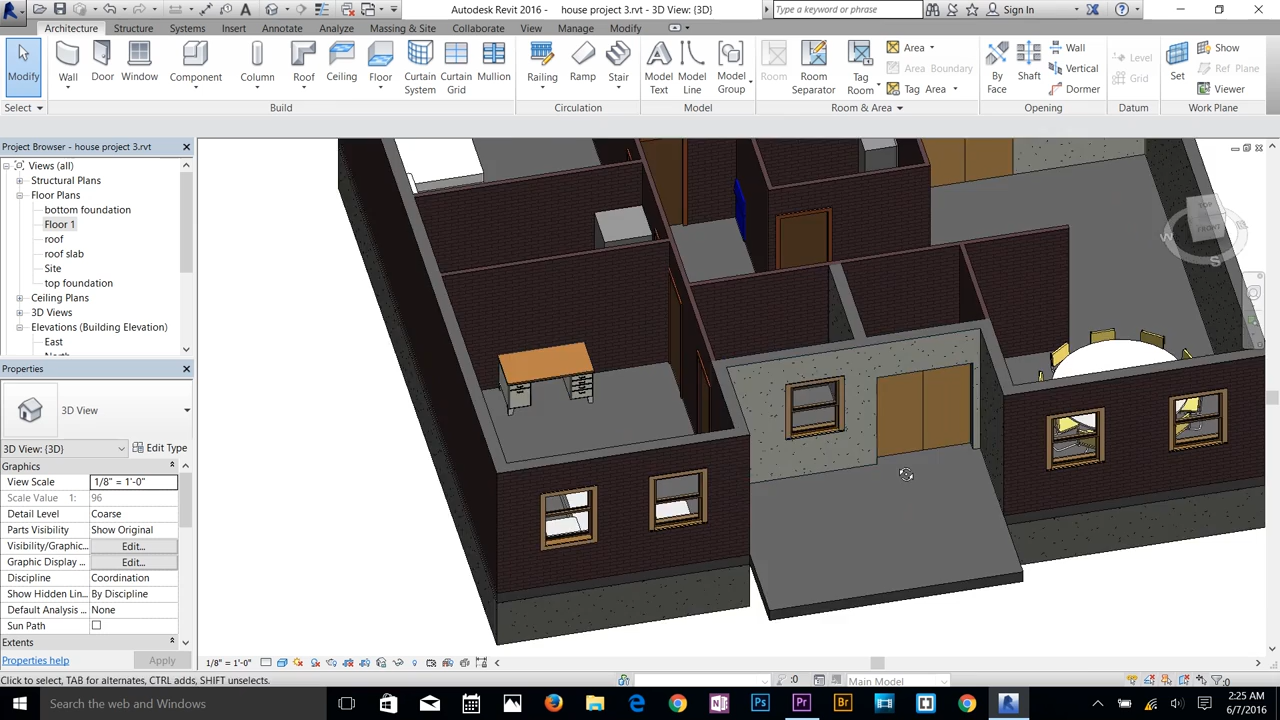 Autodesk Revit 2016 - house project 3.rvt - 3D View: {3D}
Type a keyword or phrase
Sign In
Architecture Structure Systems Insert Annotate Analyze Massing & Site Collaborate View Manage Modify
Modify Wall Door Window Component Column Roof Ceiling Floor Curtain System Curtain Grid Mullion Railing Ramp Stair Model Text Model Line Model Group Room Room Separator Tag Room
Area
Area Boundary
Tag Area
By Face Shaft
Wall
Vertical
Dormer
Level
Grid
Set
Show
Ref Plane
Viewer
Select Build Circulation Model Room & Area Opening Datum Work Plane
Project Browser - house project 3.rvt
Views (all)
Structural Plans
Floor Plans
bottom foundation
Floor 1
roof
roof slab
Site
top foundation
Ceiling Plans
3D Views
Elevations (Building Elevation)
East
North
Properties
3D View
3D View: {3D} Edit Type
Graphics
View Scale 1/8" = 1'-0"
Scale Value 1: 96
Detail Level Coarse
Parts Visibility Show Original
Visibility/Graphic... Edit...
Graphic Display ... Edit...
Discipline Coordination
Show Hidden Lin... By Discipline
Default Analysis ... None
Sun Path
Extents
Properties help Apply
TOP
FRONT
W
S
1/8" = 1'-0"
Click to select, TAB for alternates, CTRL adds, SHIFT unselects.
:0
Main Model
:0
Search the web and Windows
2:25 AM
6/7/2016